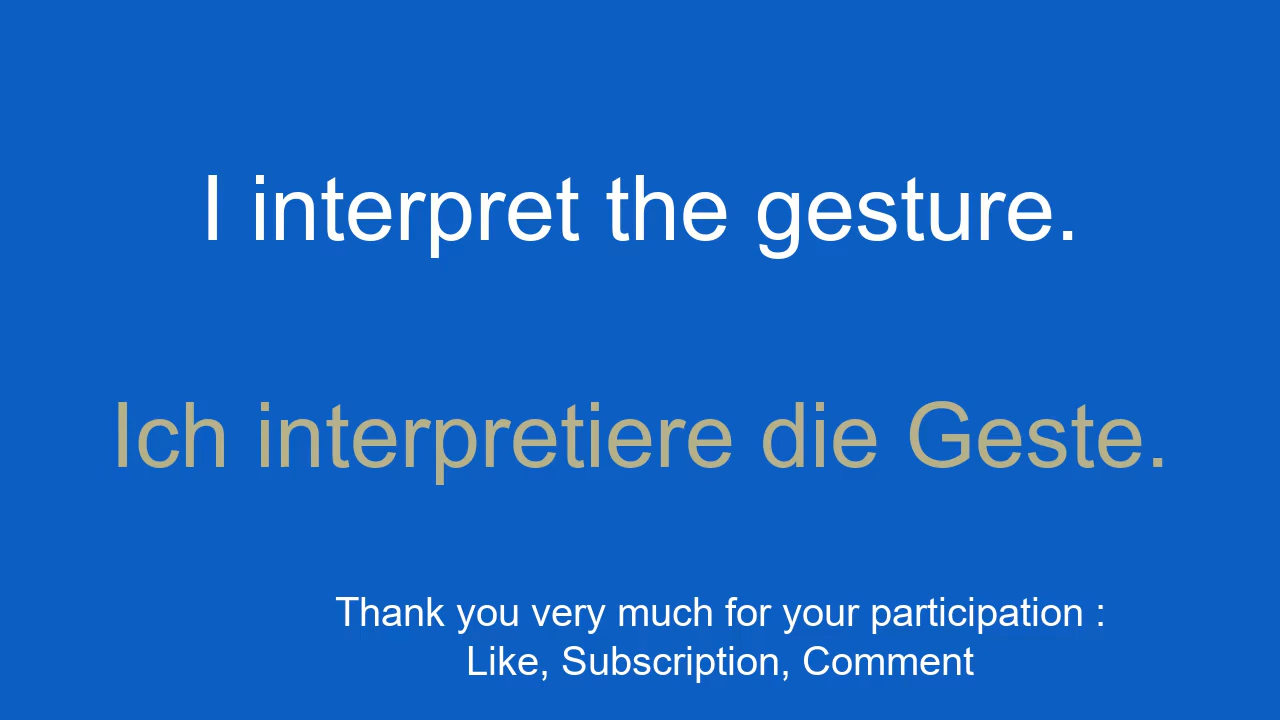 I interpret the gesture.
Ich interpretiere die Geste.
Thank you very much for your participation :
Like, Subscription, Comment